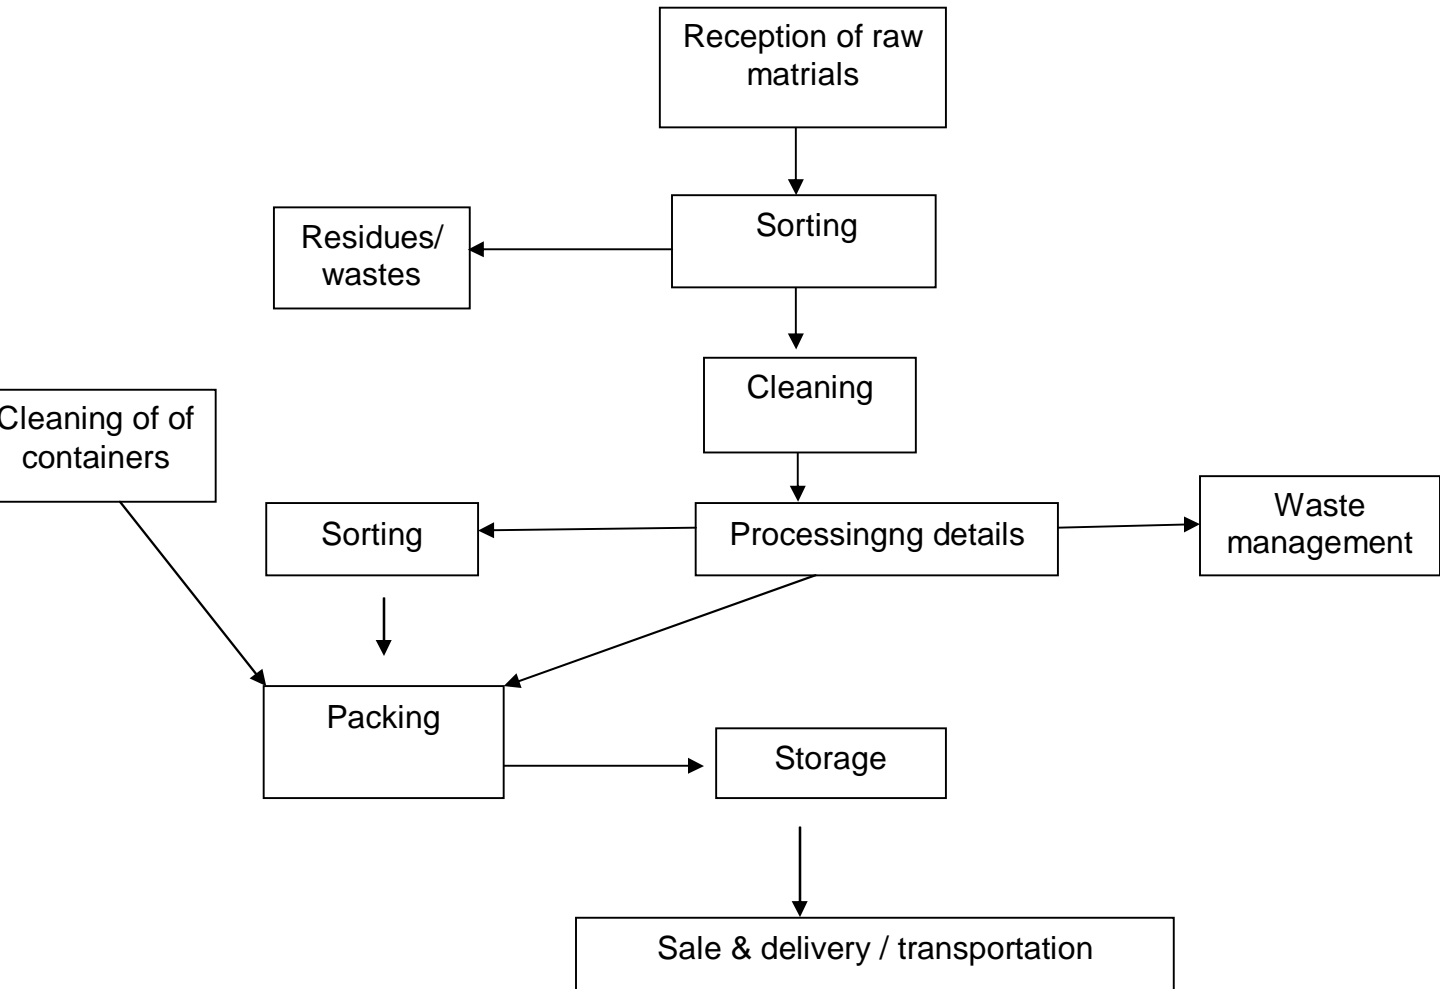 Reception of raw
matrials
Sorting
Residues/
wastes
Cleaning
Cleaning of of
containers
Sorting
Processingng details
Waste
management
Packing
Storage
Sale & delivery / transportation